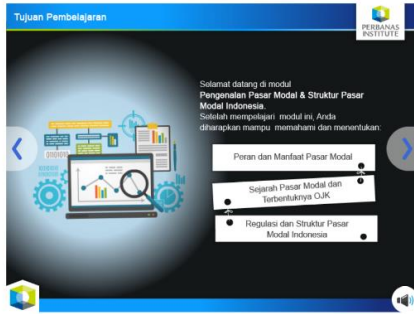 Tujuan Pembelajaran
PERBANAS
INSTITUTE
Selamat datang di modul
Pengenalan Pasar Modal & Struktur Pasar
Modal Indonesia.
Setelah mempelajari modul ini, Anda
diharapkan mampu memahami dan menentukan:
Peran dan Manfaat Pasar Modal
Sejarah Pasar Modal dan
Terbentuknya OJK
Regulasi dan Struktur Pasar
Modal Indonesia